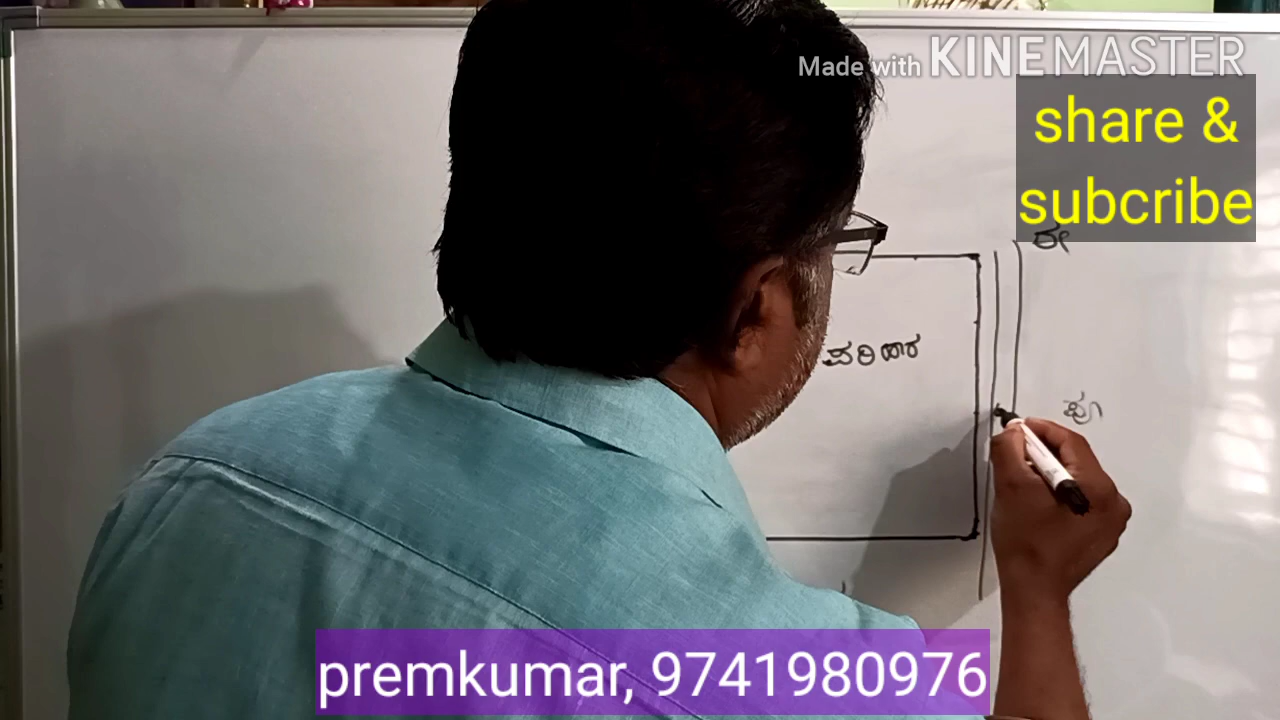 Made with KINEMASTER
share &
subcribe
ಈ
ಪರಿಹಾರ
ಪೂ
premkumar, 9741980976